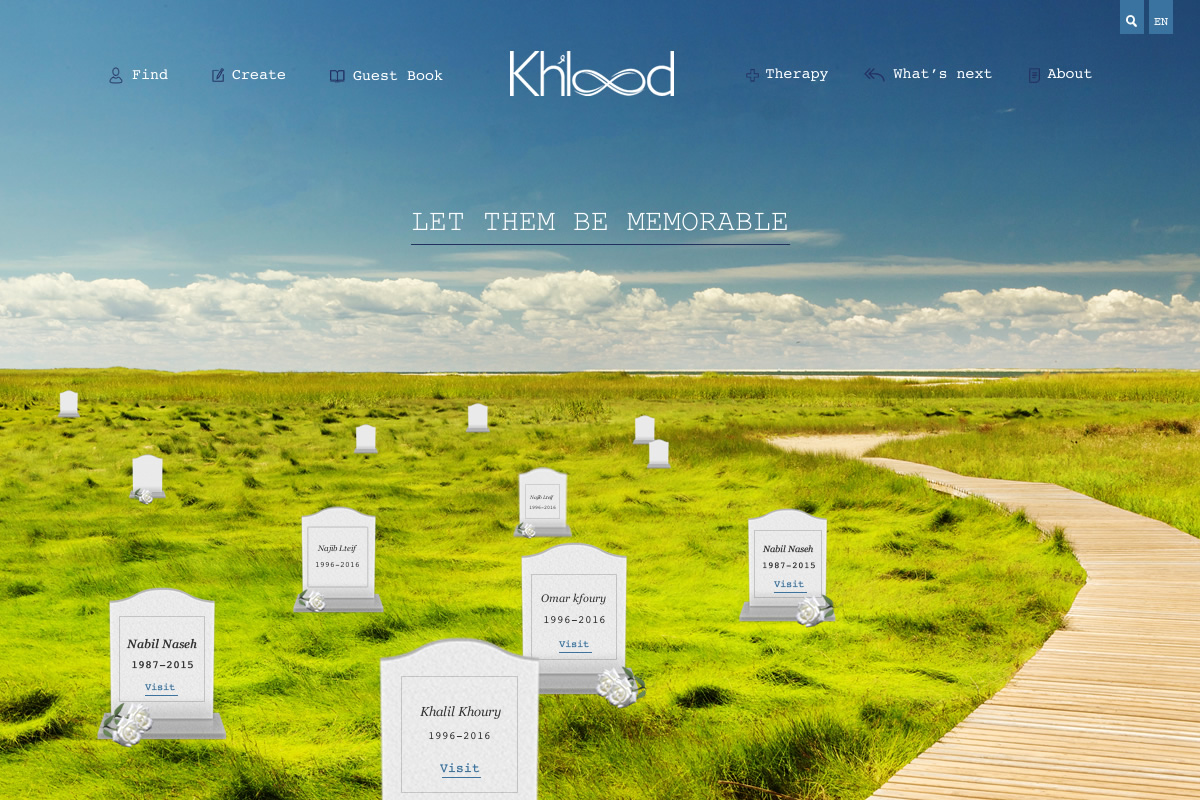 EN
Find
Create
Guest Book
Khlood
Therapy
What's next
About
LET THEM BE MEMORABLE
Najib Lteif
1996-2016
Najib Lteif
1996-2016
Nabil Naseh
1987-2015
Visit
Omar kfoury
1996-2016
Visit
Nabil Naseh
1987-2015
Visit
Khalil Khoury
1996-2016
Visit